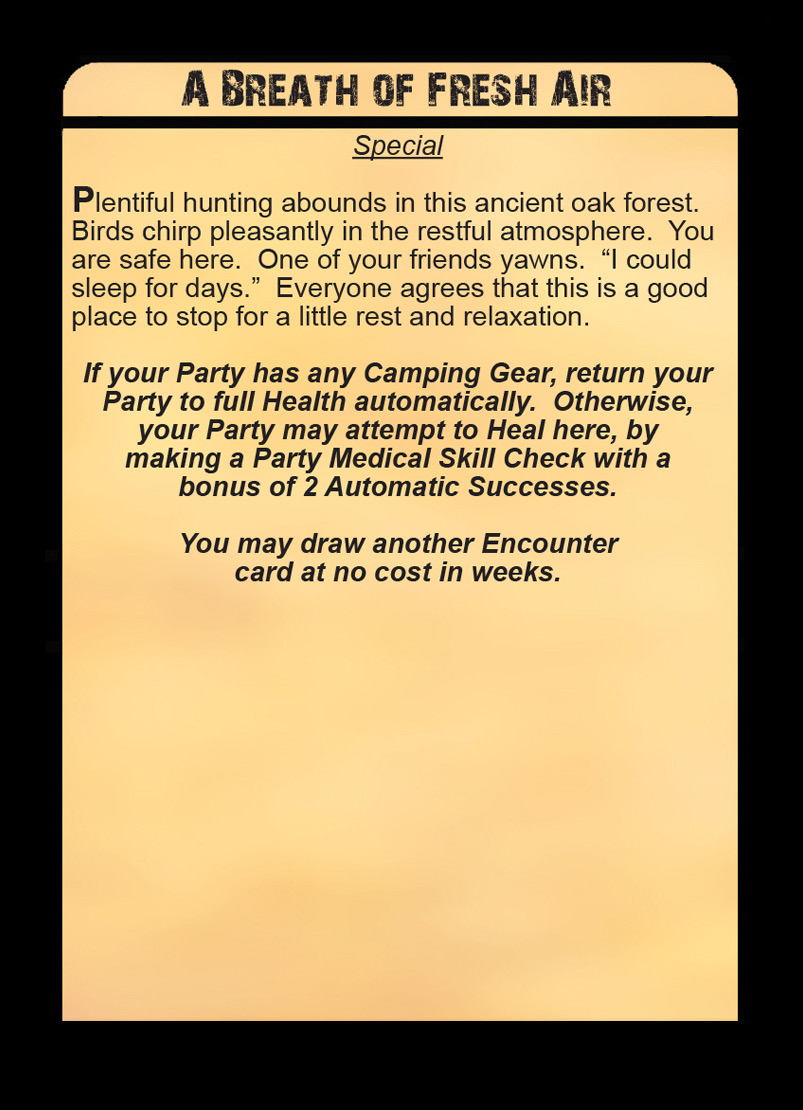 A Breath of Fresh Air
Special
Plentiful hunting abounds in this ancient oak forest.
Birds chirp pleasantly in the restful atmosphere.  You
are safe here.  One of your friends yawns.  “I could
sleep for days.”  Everyone agrees that this is a good
place to stop for a little rest and relaxation.
If your Party has any Camping Gear, return your
Party to full Health automatically.  Otherwise,
your Party may attempt to Heal here, by
making a Party Medical Skill Check with a
bonus of 2 Automatic Successes.
You may draw another Encounter
card at no cost in weeks.